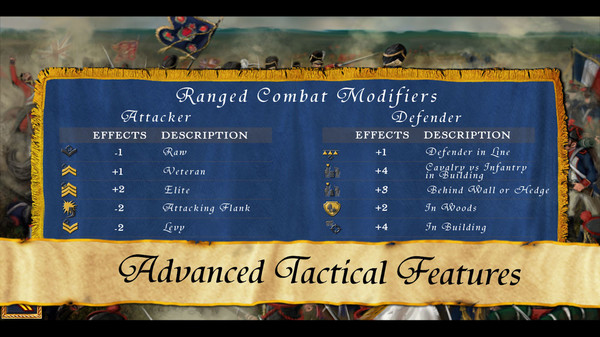 Ranged Combat Modifiers
Attacker
EFFECTS DESCRIPTION
-1 Raw
+1 Veteran
+2 Elite
-2 Attacking Flank
-2 Levy
Defender
EFFECTS DESCRIPTION
+1 Defender in Line
+4 Cavalry vs Infantry
in Building
+3 Behind Wall or Hedge
+2 In Woods
+4 In Building
Advanced Tactical Features